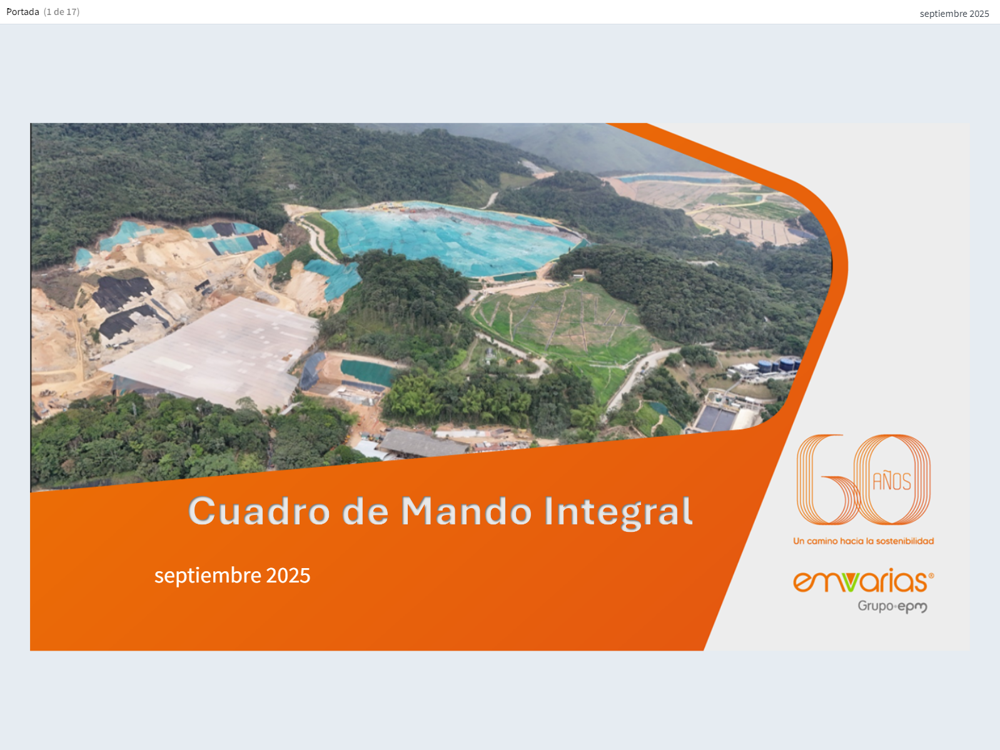 Portada (1 de 17)
septiembre 2025
Cuadro de Mando Integral
septiembre 2025
60
AÑOS
Un camino hacia la sostenibilidad
emvarias®
Grupo·epm